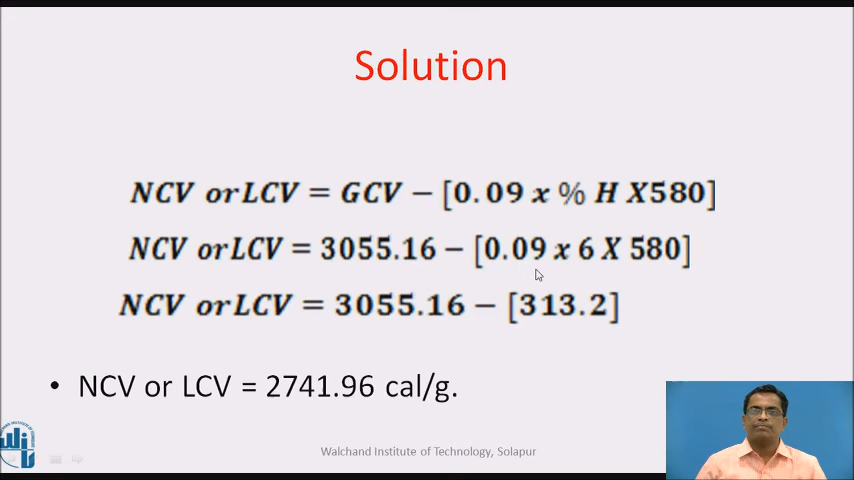 Solution
NCV or LCV = GCV − [0.09 x % H X580]
NCV or LCV = 3055.16 − [0.09 x 6 X 580]
NCV or LCV = 3055.16 − [313.2]
• NCV or LCV = 2741.96 cal/g.
Walchand Institute of Technology, Solapur